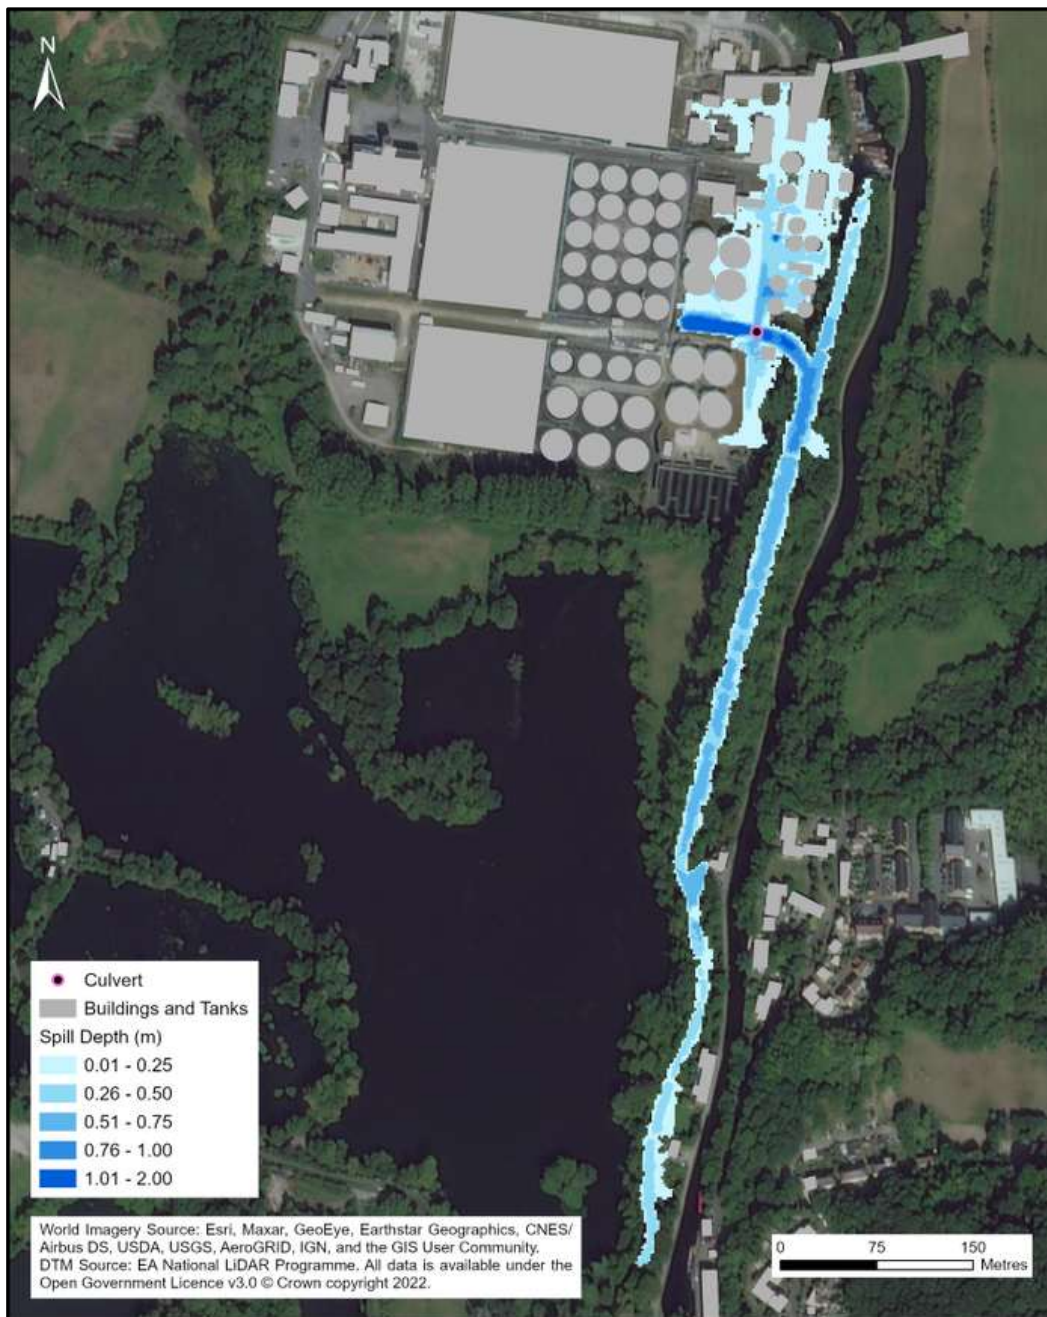 N
Culvert
Buildings and Tanks
Spill Depth (m)
0.01 - 0.25
0.26 - 0.50
0.51 - 0.75
0.76 - 1.00
1.01 - 2.00
World Imagery Source: Esri, Maxar, GeoEye, Earthstar Geographics, CNES/
Airbus DS, USDA, USGS, AeroGRID, IGN, and the GIS User Community.
DTM Source: EA National LiDAR Programme. All data is available under the
Open Government Licence v3.0 © Crown copyright 2022.
0 75 150
Metres